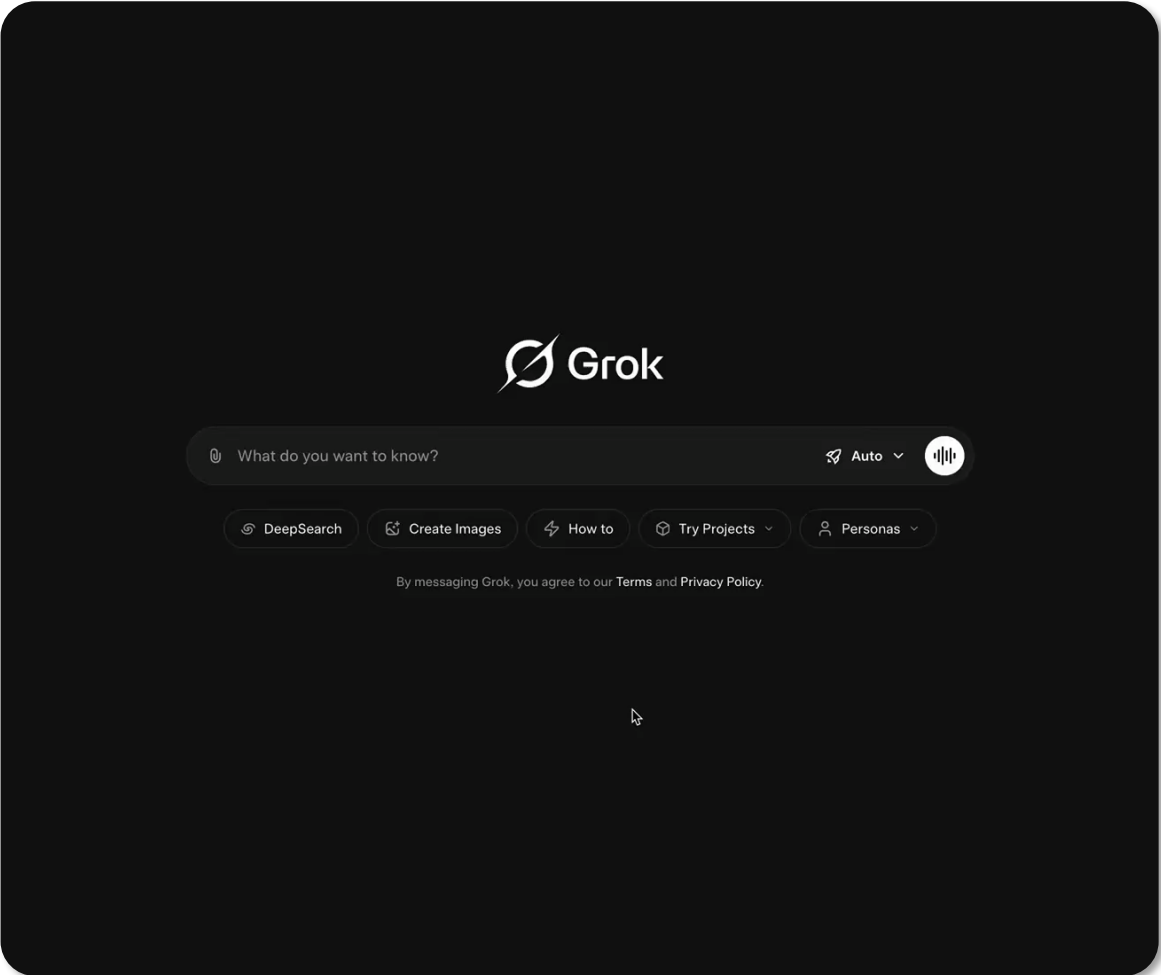 Grok
What do you want to know? Auto
DeepSearch Create Images How to Try Projects Personas
By messaging Grok, you agree to our Terms and Privacy Policy.